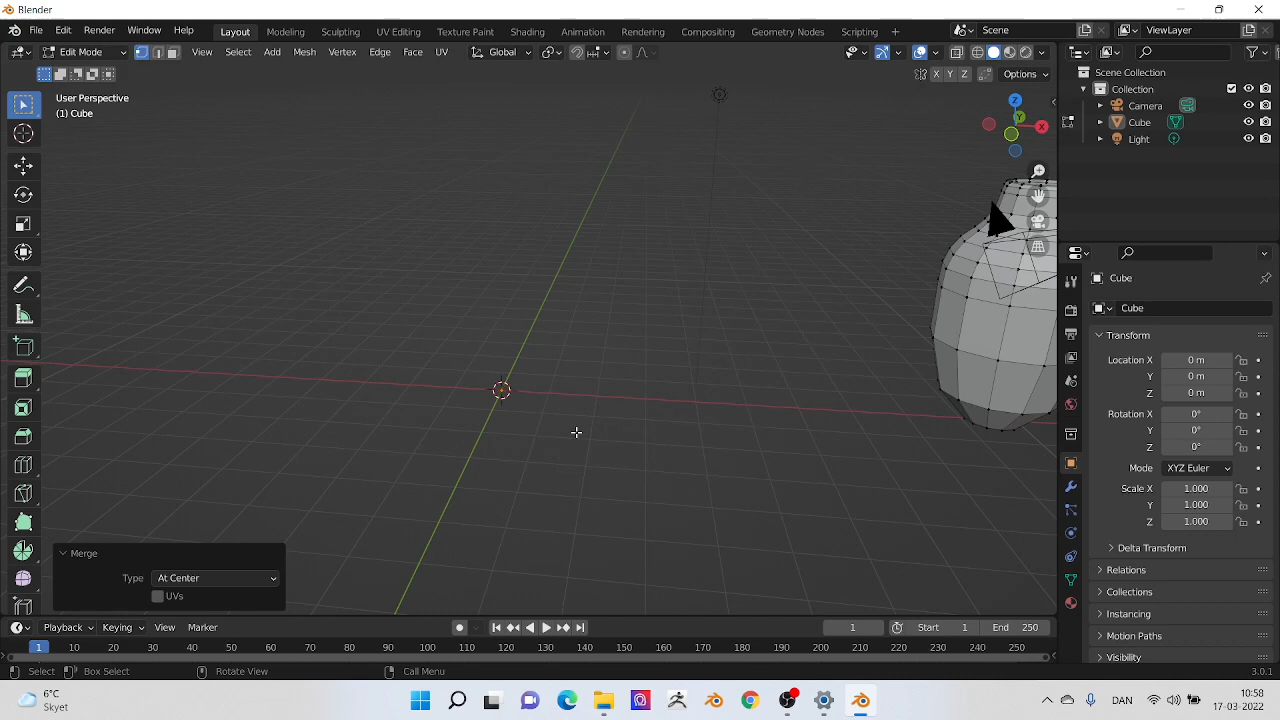 Blender
File Edit Render Window Help Layout Modeling Sculpting UV Editing Texture Paint Shading Animation Rendering Compositing Geometry Nodes Scripting + Scene ViewLayer
Edit Mode View Select Add Mesh Vertex Edge Face UV Global
X Y Z Options
User Perspective
(1) Cube
Z
Y
X
Scene Collection
Collection
Camera
Cube
Light
Cube
Cube
Transform
Location X 0 m
Y 0 m
Z 0 m
Rotation X 0°
Y 0°
Z 0°
Mode XYZ Euler
Scale X 1.000
Y 1.000
Z 1.000
Delta Transform
Relations
Collections
Instancing
Motion Paths
Visibility
Merge
Type At Center
UVs
Playback Keying View Marker 1 Start 1 End 250
1 10 20 30 40 50 60 70 80 90 100 110 120 130 140 150 160 170 180 190 200 210 220 230 240 250
Select Box Select Rotate View Call Menu 3.0.1
6°C
Skyet
DAN
10:58
17-03-2022